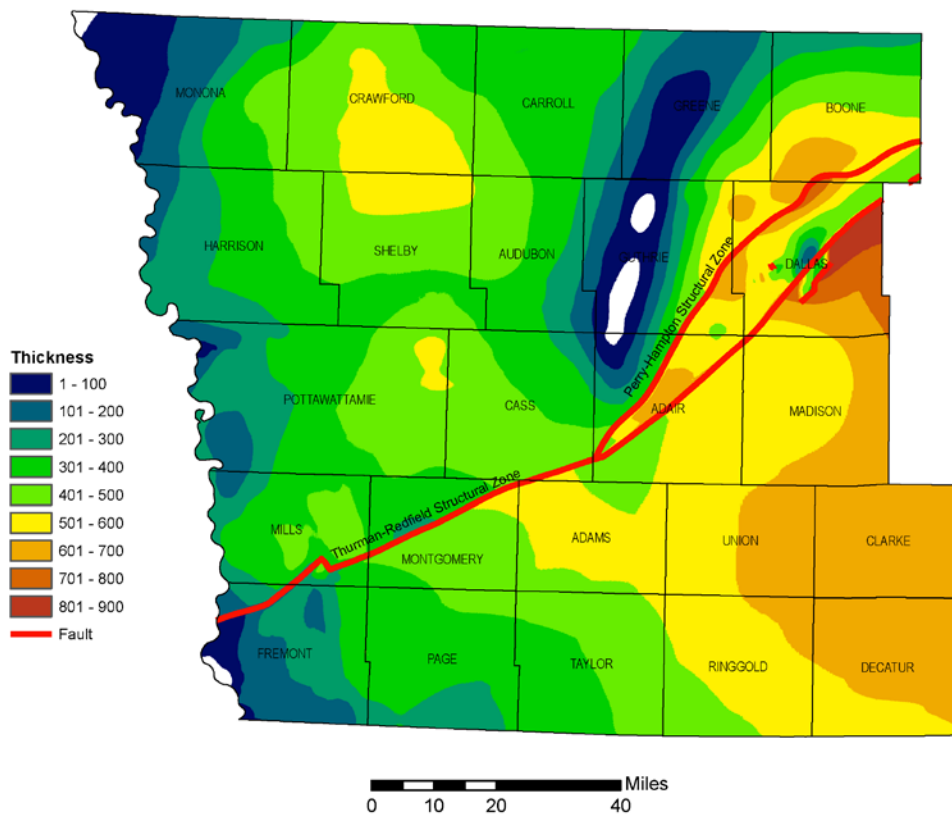 MONONA
CRAWFORD
CARROLL
GREENE
BOONE
HARRISON
SHELBY
AUDUBON
GUTHRIE
DALLAS
Perry-Hampton Structural Zone
Thickness
1 - 100
101 - 200
201 - 300
301 - 400
401 - 500
501 - 600
601 - 700
701 - 800
801 - 900
Fault
POTTAWATTAMIE
CASS
ADAIR
MADISON
Thurman-Redfield Structural Zone
MILLS
MONTGOMERY
ADAMS
UNION
CLARKE
FREMONT
PAGE
TAYLOR
RINGGOLD
DECATUR
Miles
0 10 20 40